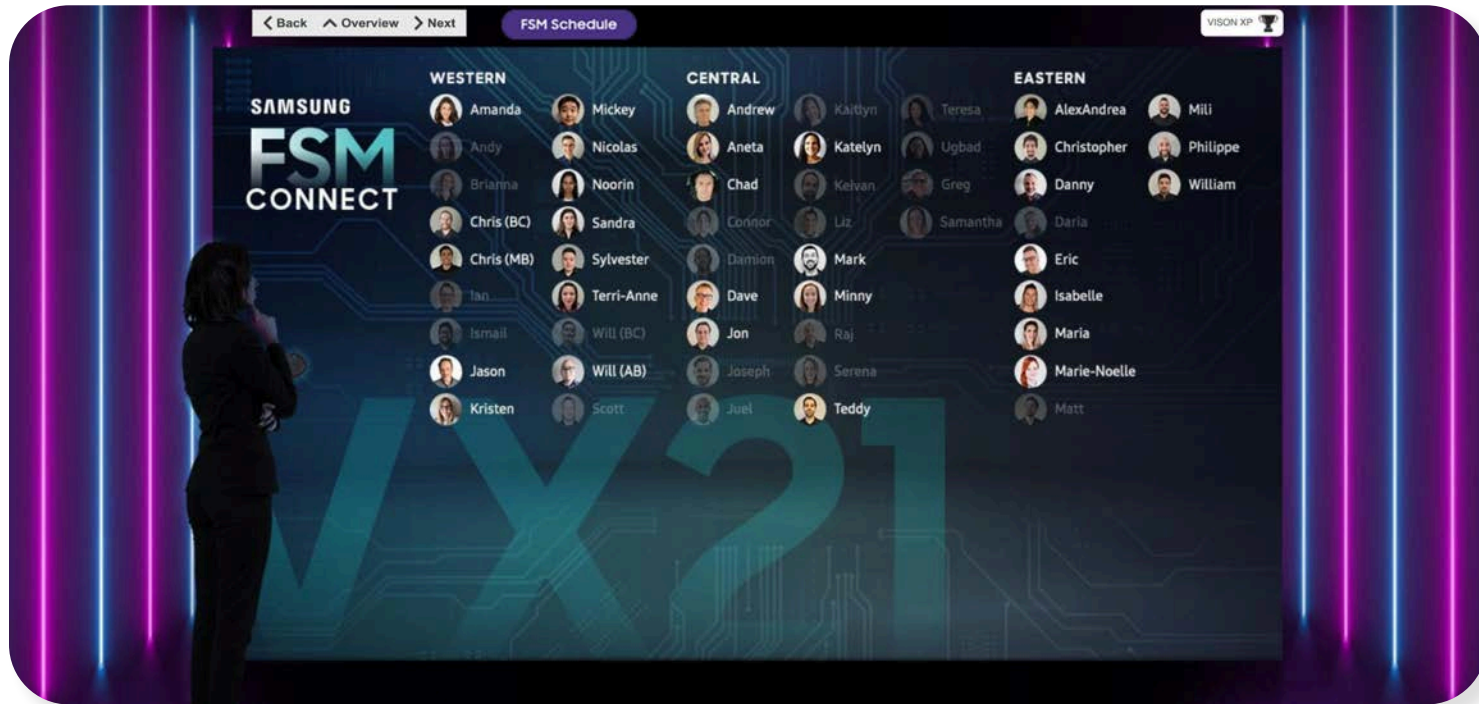 Back Overview Next
FSM Schedule
VISON XP
SAMSUNG
FSM
CONNECT
WESTERN
Amanda
Andy
Brianna
Chris (BC)
Chris (MB)
Ian
Ismail
Jason
Kristen
Mickey
Nicolas
Noorin
Sandra
Sylvester
Terri-Anne
Will (BC)
Will (AB)
Scott
CENTRAL
Andrew
Aneta
Chad
Connor
Damion
Dave
Jon
Joseph
Juel
Kaitlyn
Katelyn
Keivan
Liz
Mark
Minny
Raj
Serena
Teddy
Teresa
Ugbad
Greg
Samantha
EASTERN
AlexAndrea
Christopher
Danny
Daria
Eric
Isabelle
Maria
Marie-Noelle
Matt
Mili
Philippe
William
VX21